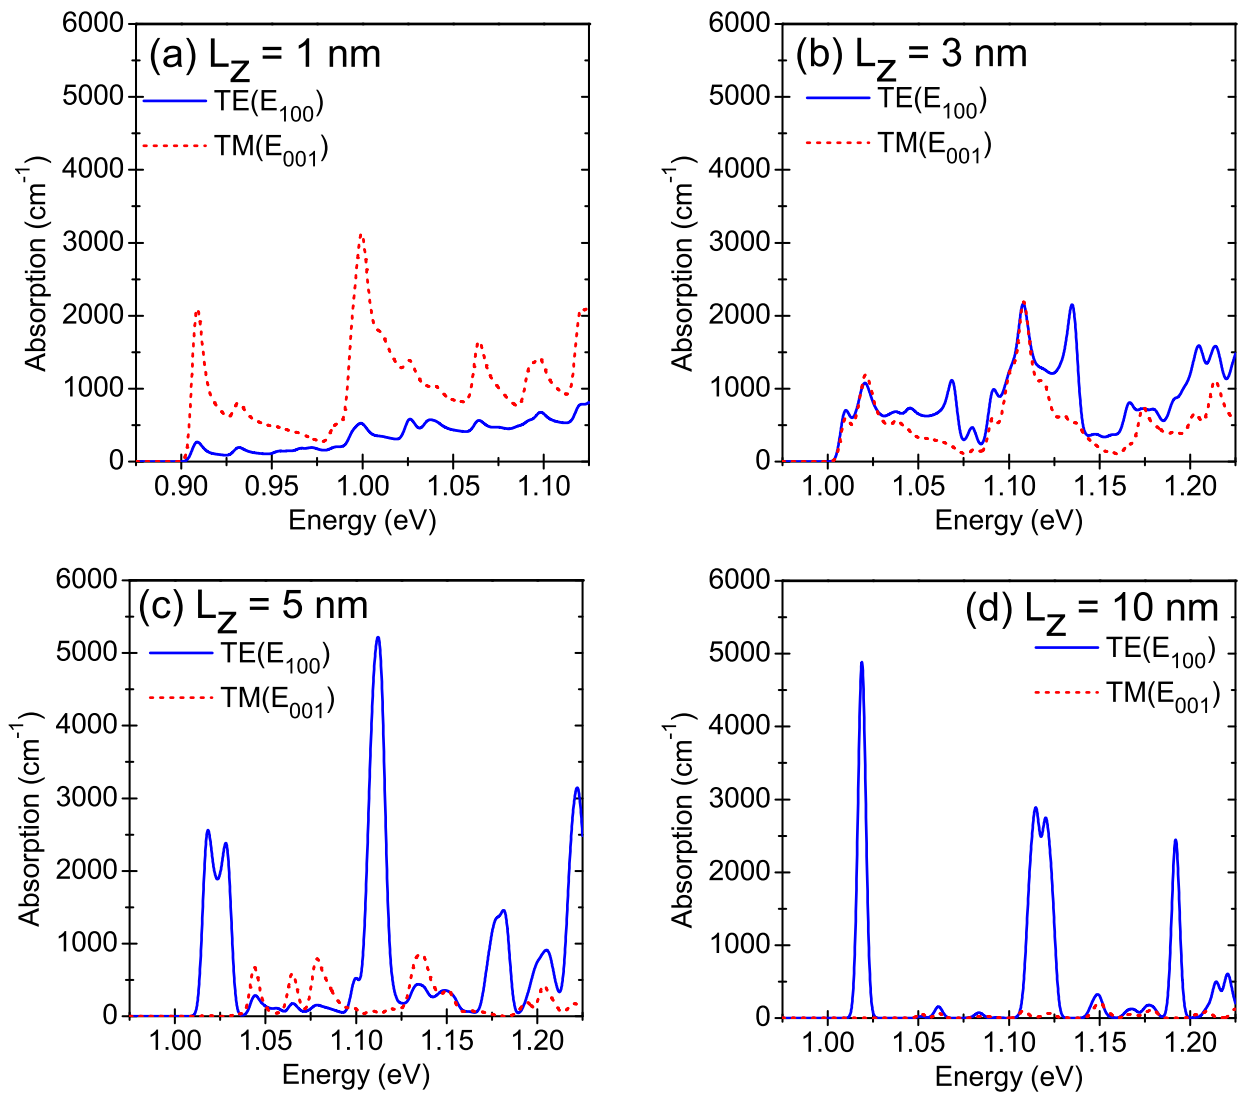 (a) Lz = 1 nm
TE(E100)
TM(E001)
6000
5000
4000
3000
2000
1000
0
Absorption (cm-1)
0.90 0.95 1.00 1.05 1.10
Energy (eV)
(b) Lz = 3 nm
TE(E100)
TM(E001)
6000
5000
4000
3000
2000
1000
0
Absorption (cm-1)
1.00 1.05 1.10 1.15 1.20
Energy (eV)
(c) Lz = 5 nm
TE(E100)
TM(E001)
6000
5000
4000
3000
2000
1000
0
Absorption (cm-1)
1.00 1.05 1.10 1.15 1.20
Energy (eV)
(d) Lz = 10 nm
TE(E100)
TM(E001)
6000
5000
4000
3000
2000
1000
0
Absorption (cm-1)
1.00 1.05 1.10 1.15 1.20
Energy (eV)